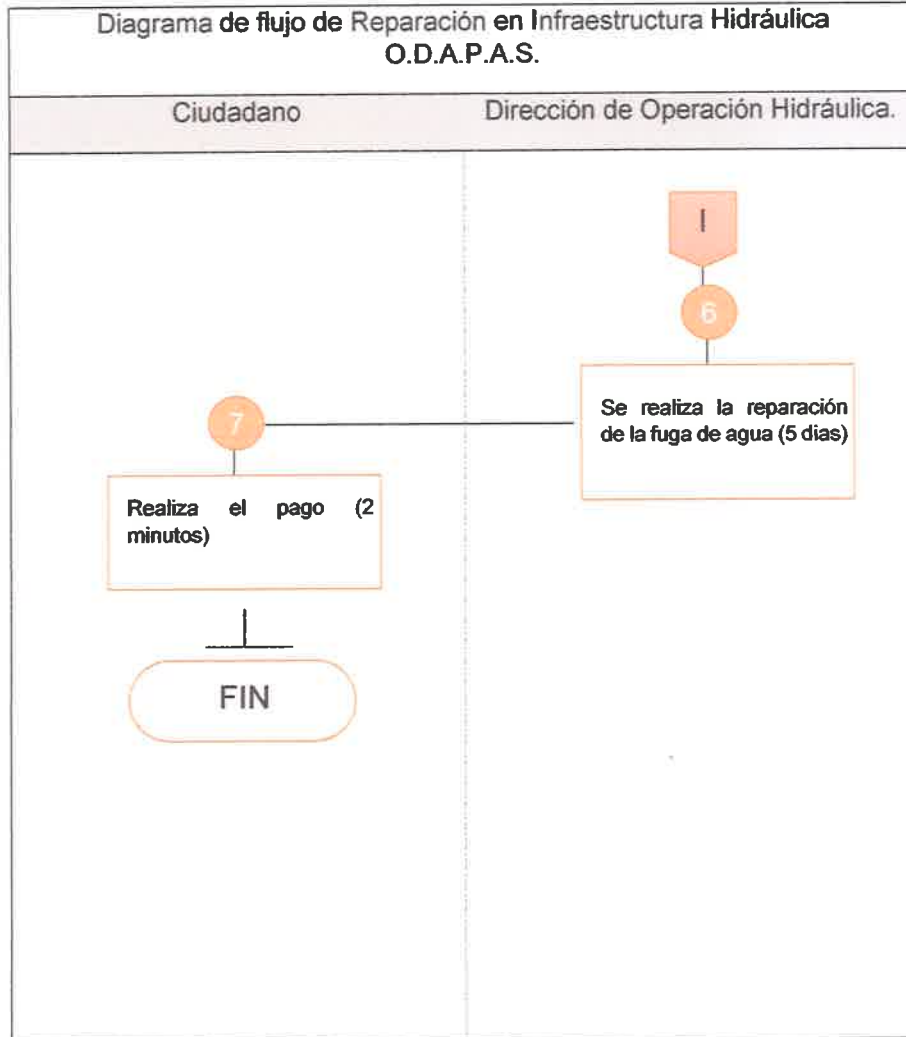 Diagrama de flujo de Reparación en Infraestructura Hidráulica
O.D.A.P.A.S.
Ciudadano
Dirección de Operación Hidráulica.
I
6
Se realiza la reparación
de la fuga de agua (5 dias)
7
Realiza el pago (2
minutos)
FIN